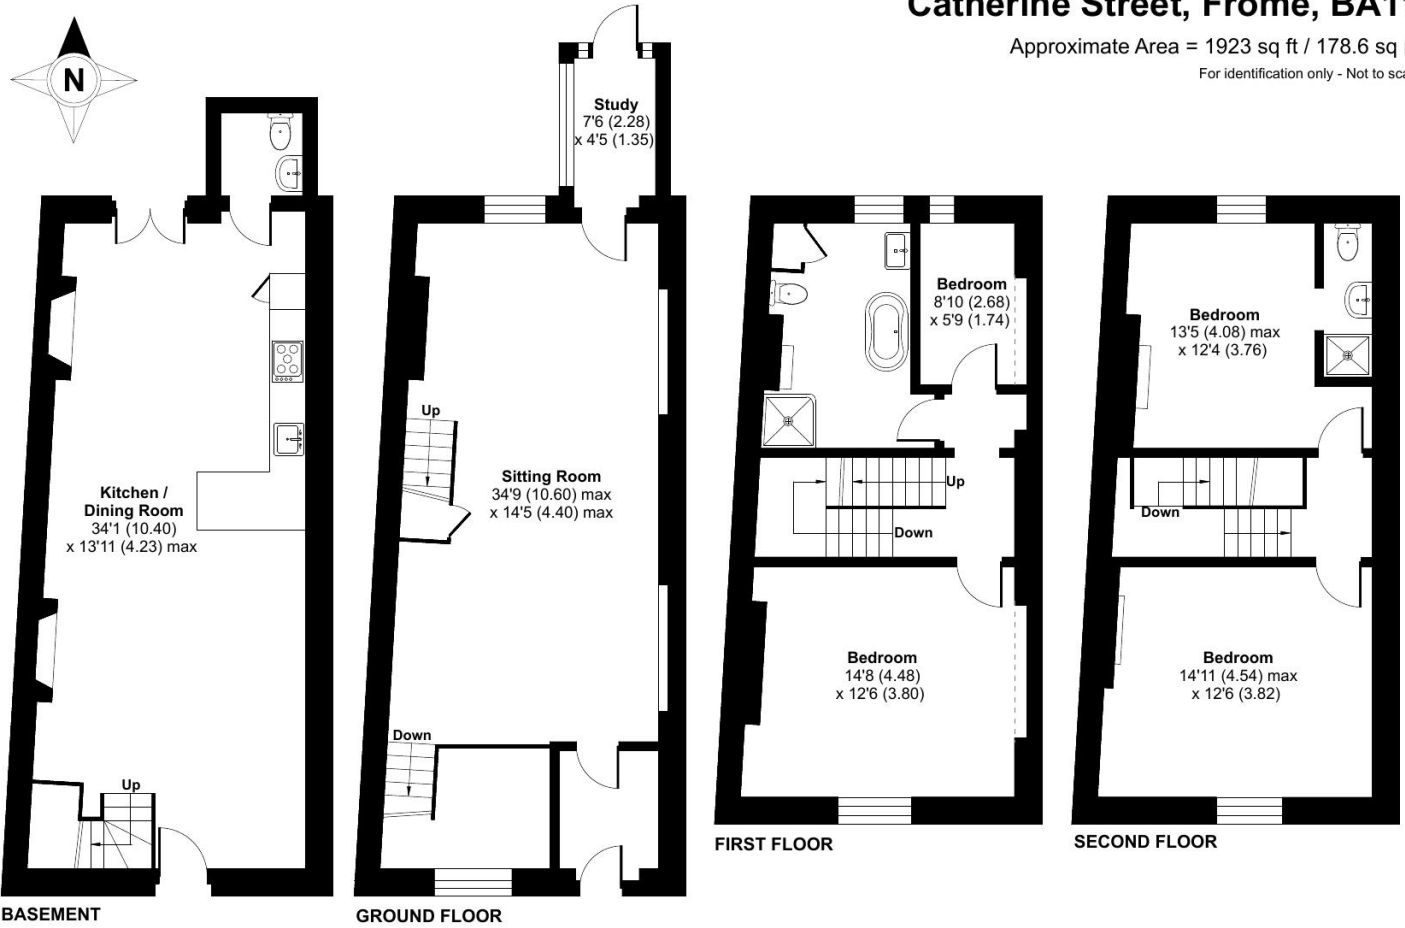 Catherine Street, Frome,
Approximate Area = 1923 sq ft / 178.6 sq
For identification only - Not to
N
Study
7'6 (2.28)
x 4'5 (1.35)
Up
Kitchen /
Dining Room
34'1 (10.40)
x 13'11 (4.23) max
Up
Sitting Room
34'9 (10.60) max
x 14'5 (4.40) max
Down
Bedroom
8'10 (2.68)
x 5'9 (1.74)
Up
Down
Bedroom
14'8 (4.48)
x 12'6 (3.80)
Bedroom
13'5 (4.08) max
x 12'4 (3.76)
Down
Bedroom
14'11 (4.54) max
x 12'6 (3.82)
BASEMENT
GROUND FLOOR
FIRST FLOOR
SECOND FLOOR